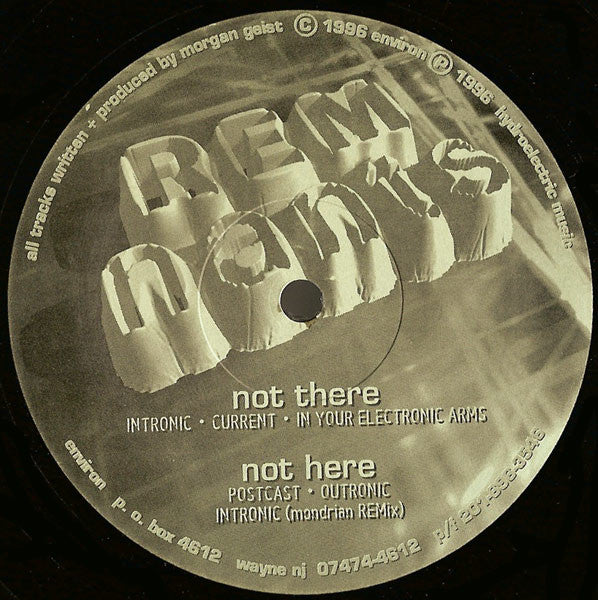 all tracks written + produced by morgan geist © 1996 environ ℗ 1996 hydroelectric music
REM
nants
not there
INTRONIC • CURRENT • IN YOUR ELECTRONIC ARMS
not here
POSTCAST • OUTRONIC
INTRONIC (mondrian REMix)
environ p. o. box 4612 wayne nj 07474-4612 p/f